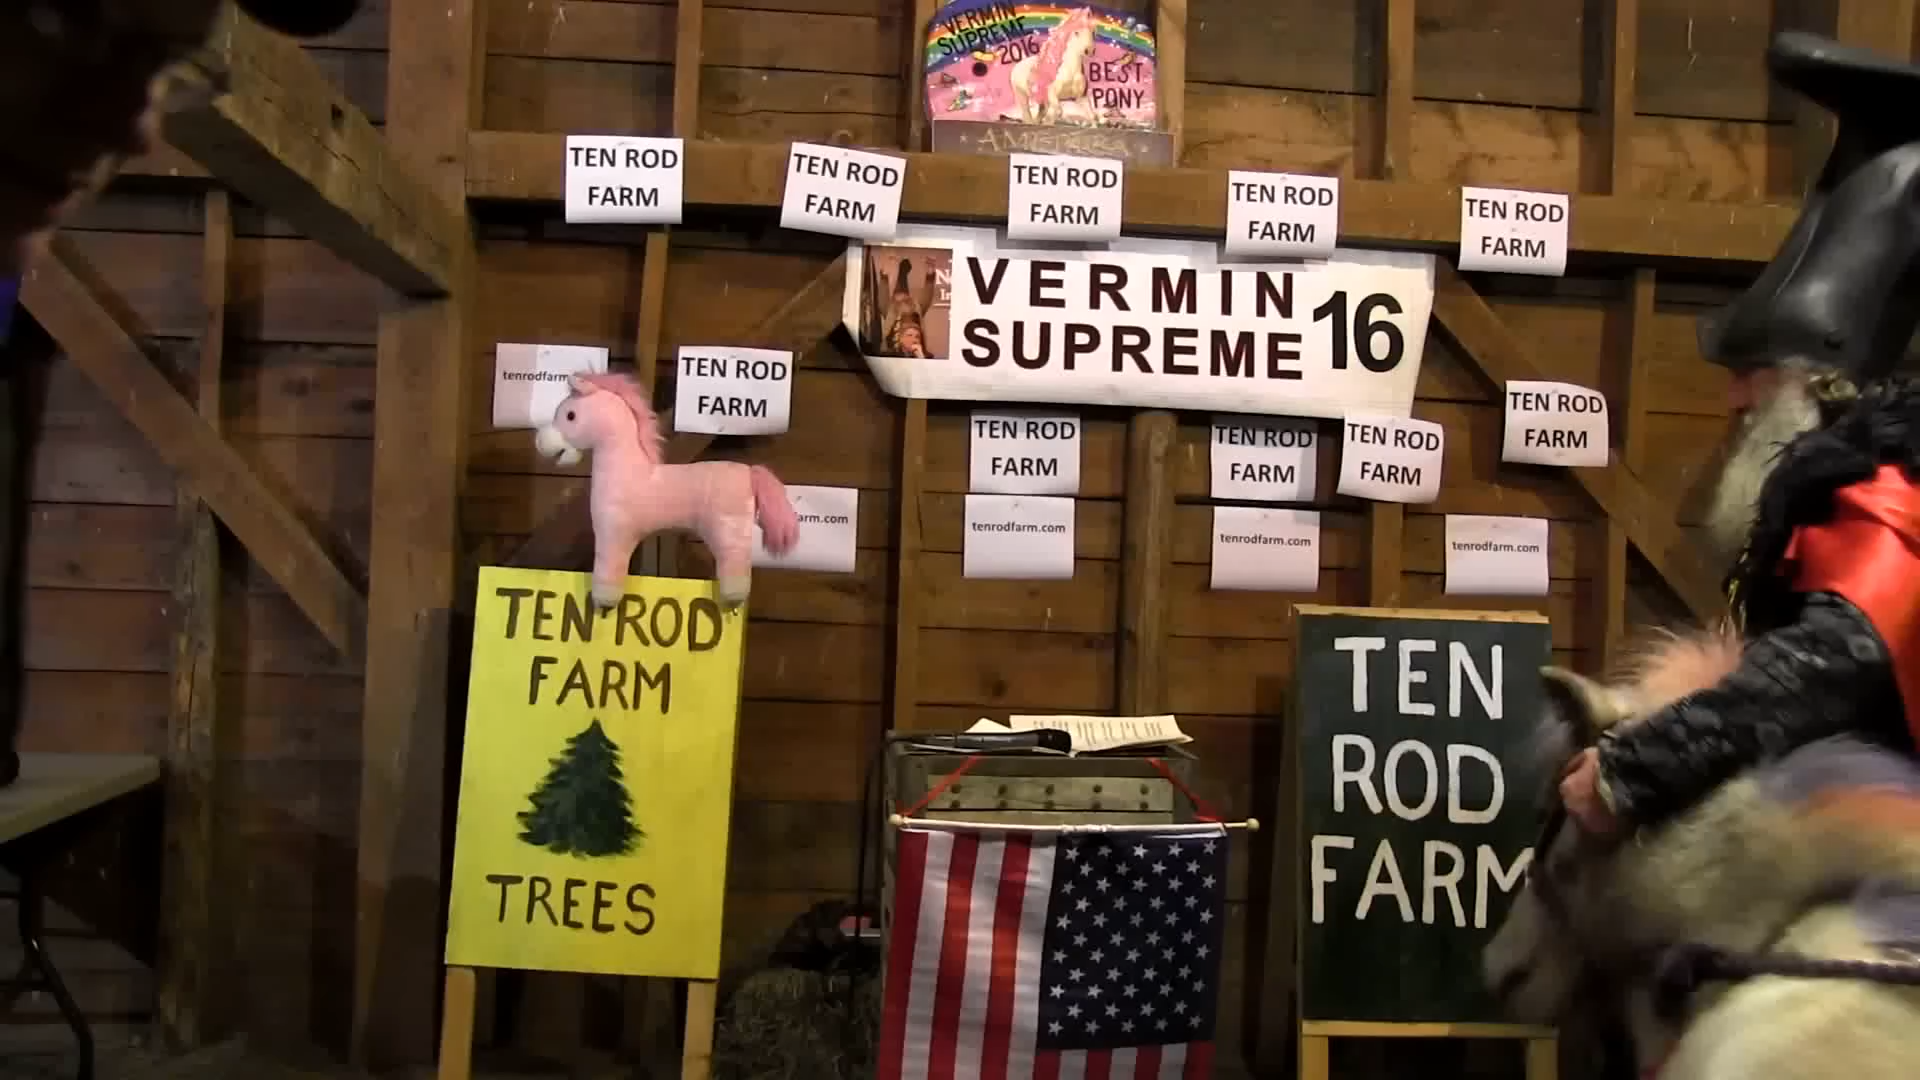 VERMIN
SUPREME
2016
BEST
PONY
TEN ROD
FARM
TEN ROD
FARM
TEN ROD
FARM
TEN ROD
FARM
TEN ROD
FARM
VERMIN
SUPREME
16
tenrodfarm
TEN ROD
FARM
TEN ROD
FARM
TEN ROD
FARM
TEN ROD
FARM
TEN ROD
FARM
arm.com
tenrodfarm.com
tenrodfarm.com
tenrodfarm.com
TEN ROD
FARM
TREES
TEN
ROD
FARM